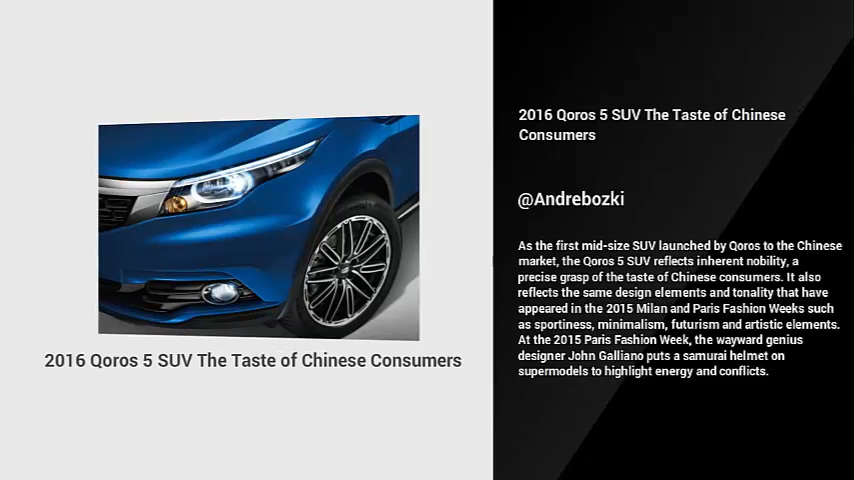 2016 Qoros 5 SUV The Taste of Chinese Consumers
2016 Qoros 5 SUV The Taste of Chinese
Consumers
@Andrebozki
As the first mid-size SUV launched by Qoros to the Chinese
market, the Qoros 5 SUV reflects inherent nobility, a
precise grasp of the taste of Chinese consumers. It also
reflects the same design elements and tonality that have
appeared in the 2015 Milan and Paris Fashion Weeks such
as sportiness, minimalism, futurism and artistic elements.
At the 2015 Paris Fashion Week, the wayward genius
designer John Galliano puts a samurai helmet on
supermodels to highlight energy and conflicts.